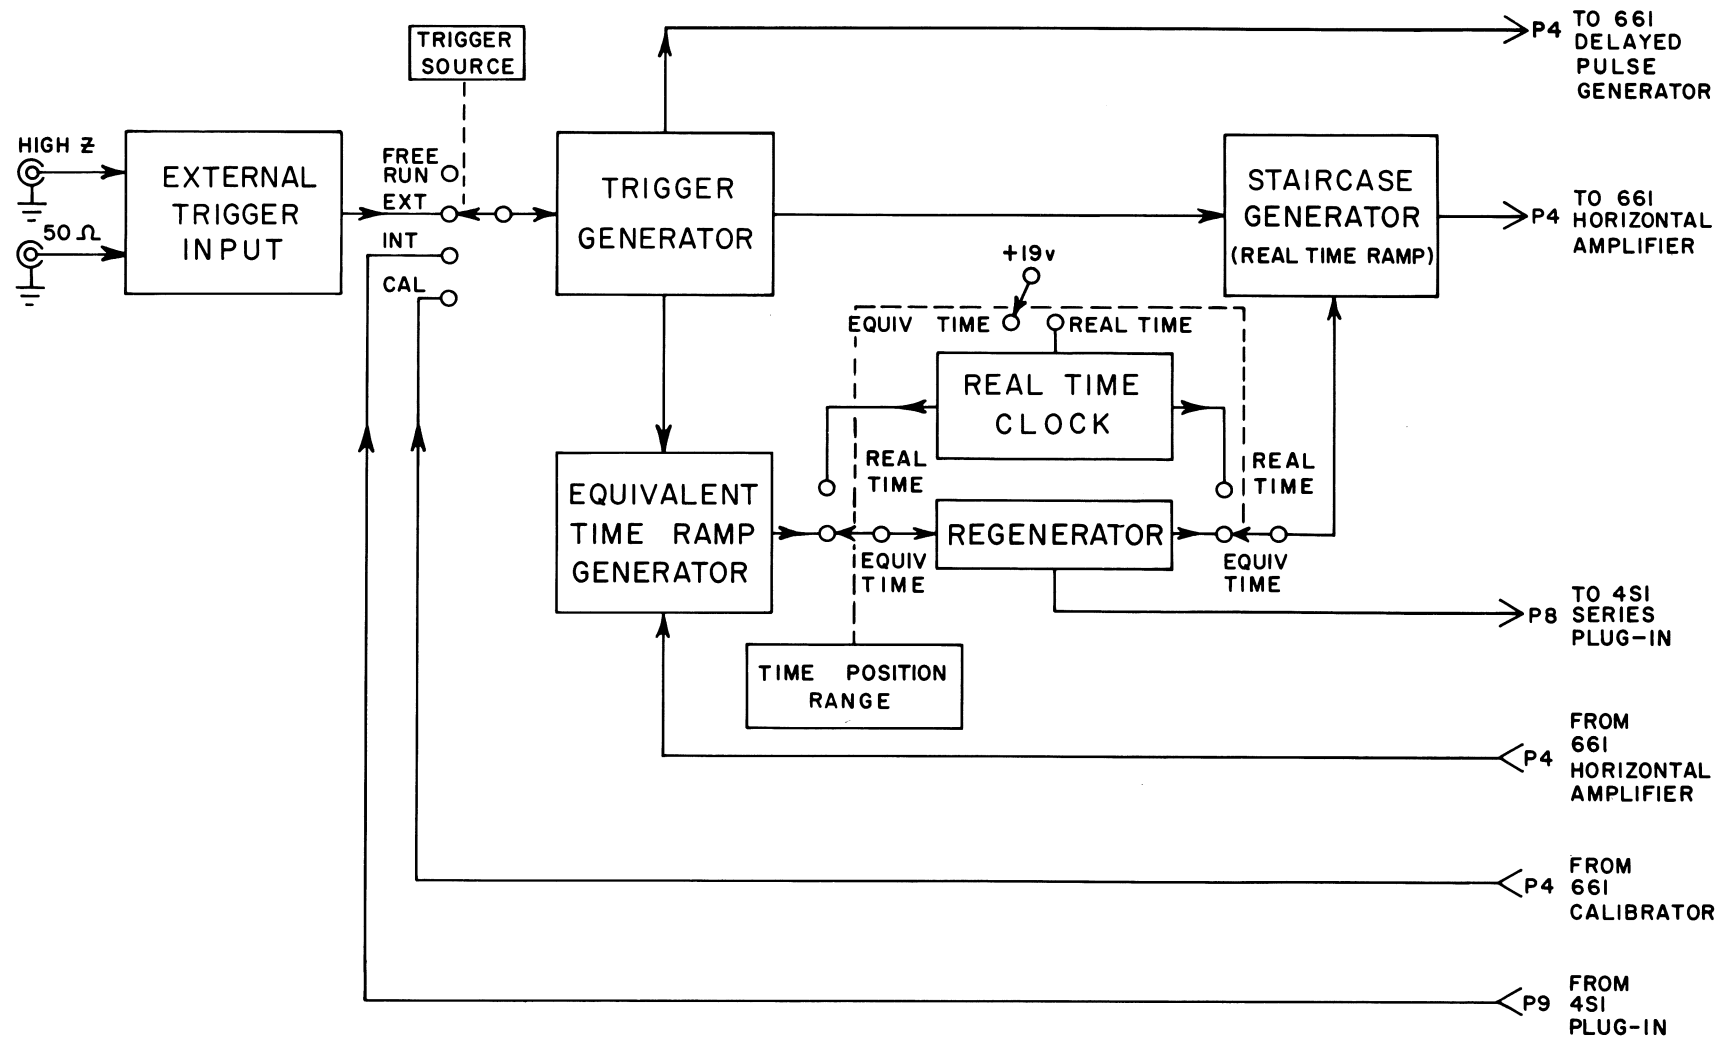 TRIGGER
SOURCE
P4
TO 661
DELAYED
PULSE
GENERATOR
HIGH Z
50 Ω
EXTERNAL
TRIGGER
INPUT
FREE
RUN
EXT
INT
CAL
TRIGGER
GENERATOR
STAIRCASE
GENERATOR
(REAL TIME RAMP)
P4
TO 661
HORIZONTAL
AMPLIFIER
+19v
EQUIV TIME
REAL TIME
REAL TIME
CLOCK
REAL
TIME
REAL
TIME
EQUIVALENT
TIME RAMP
GENERATOR
REGENERATOR
EQUIV
TIME
EQUIV
TIME
P8
TO 4S1
SERIES
PLUG-IN
TIME POSITION
RANGE
P4
FROM
661
HORIZONTAL
AMPLIFIER
P4
FROM
661
CALIBRATOR
P9
FROM
4S1
PLUG-IN